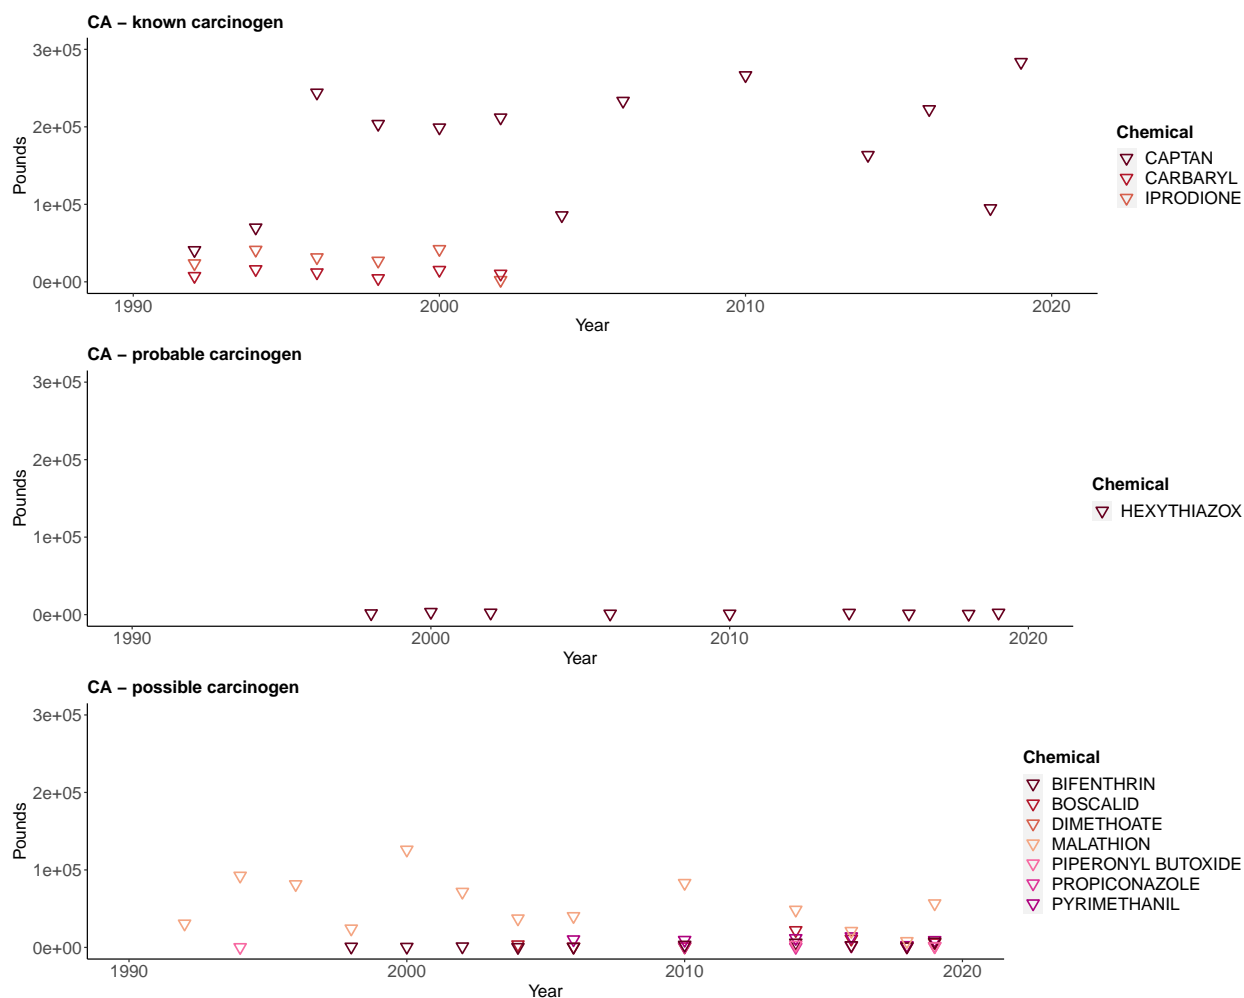 CA – known carcinogen
3e+05
2e+05
1e+05
0e+00
Pounds
1990
2000
2010
2020
Year
Chemical
CAPTAN
CARBARYL
IPRODIONE
CA – probable carcinogen
3e+05
2e+05
1e+05
0e+00
Pounds
1990
2000
2010
2020
Year
Chemical
HEXYTHIAZOX
CA – possible carcinogen
3e+05
2e+05
1e+05
0e+00
Pounds
1990
2000
2010
2020
Year
Chemical
BIFENTHRIN
BOSCALID
DIMETHOATE
MALATHION
PIPERONYL BUTOXIDE
PROPICONAZOLE
PYRIMETHANIL